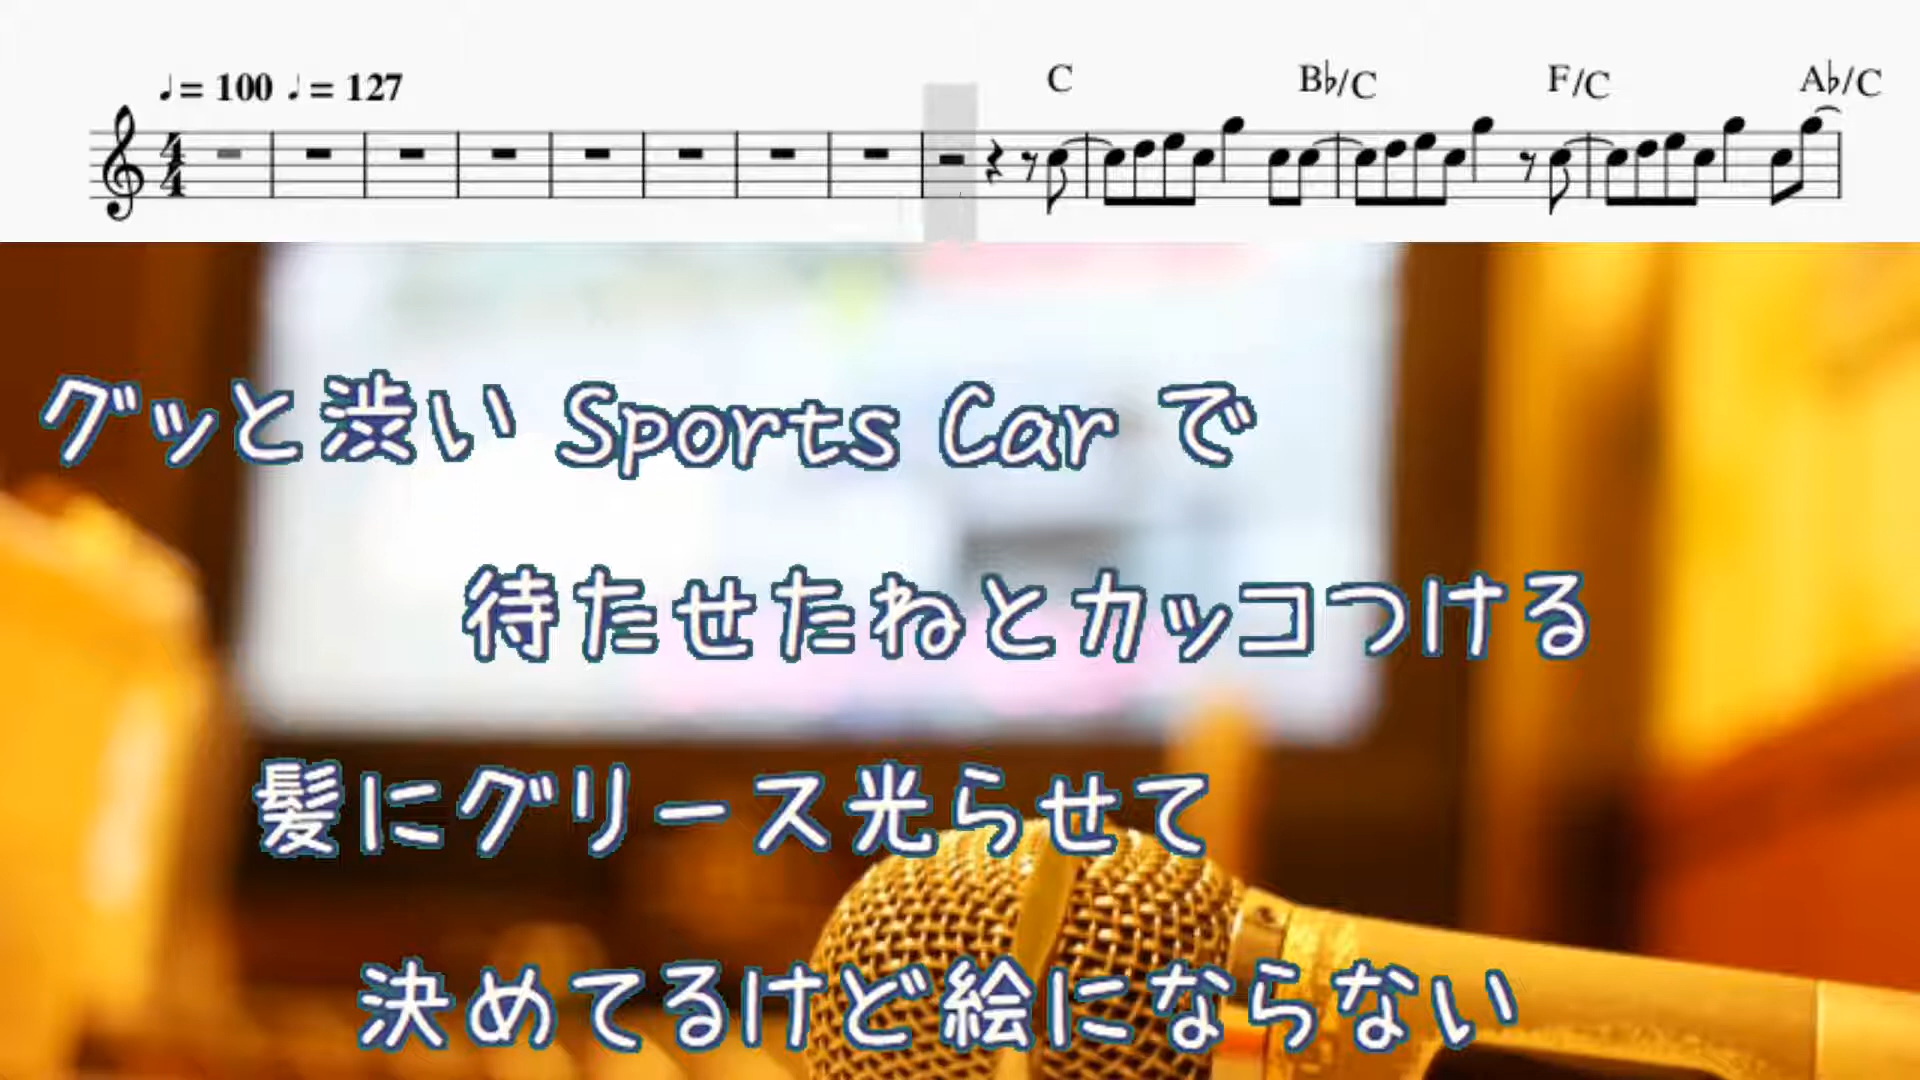 ♩= 100 ♩= 127
C B♭/C F/C A♭/C
グッと渋い Sports Car で
待たせたねとカッコつける
髪にグリース光らせて
決めてるけど絵にならない